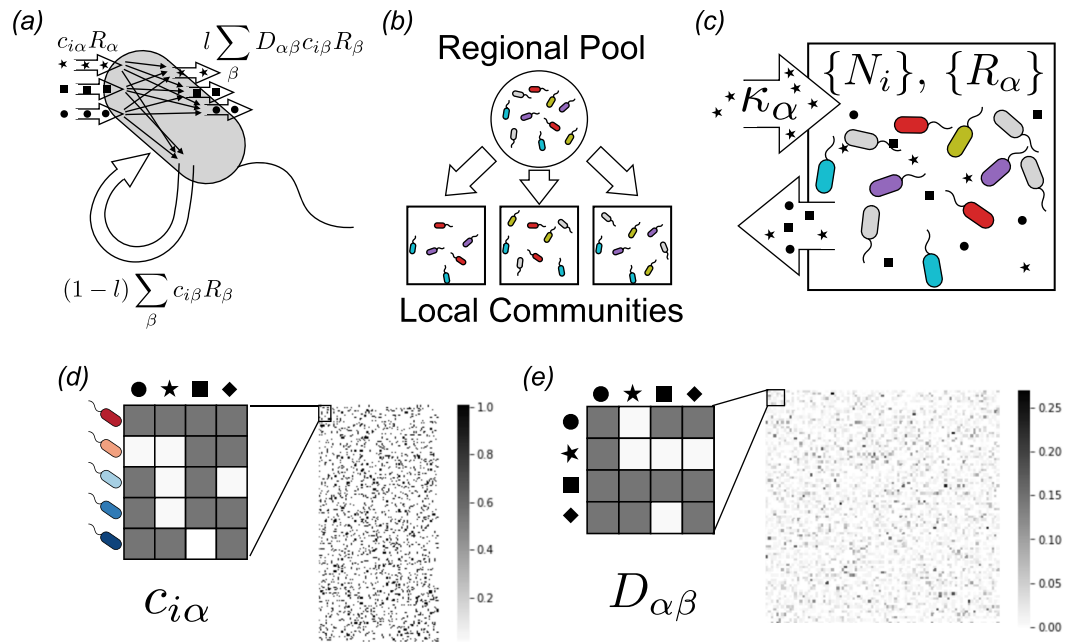 (a)
c_{iα}R_α
l ∑_β D_{αβ}c_{iβ}R_β
(1 − l) ∑_β c_{iβ}R_β
(b)
Regional Pool
Local Communities
(c)
κ_α
{N_i}, {R_α}
(d)
c_{iα}
1.0
0.8
0.6
0.4
0.2
(e)
D_{αβ}
0.25
0.20
0.15
0.10
0.05
0.00